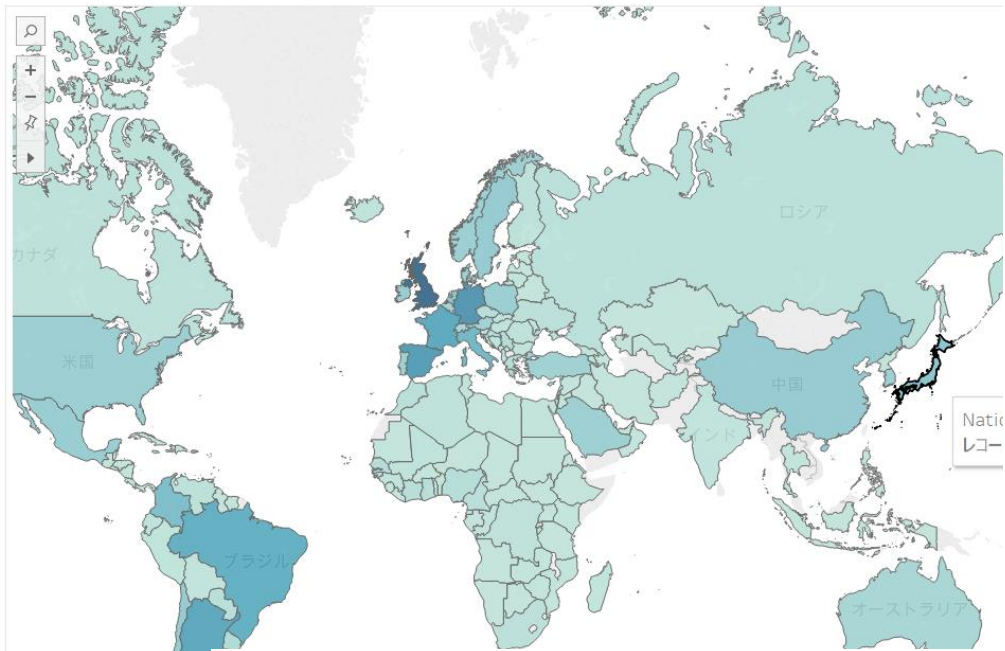 ロシア
カナダ
米国
中国
Natio
レコー
インド
ブラジル
オーストラリア